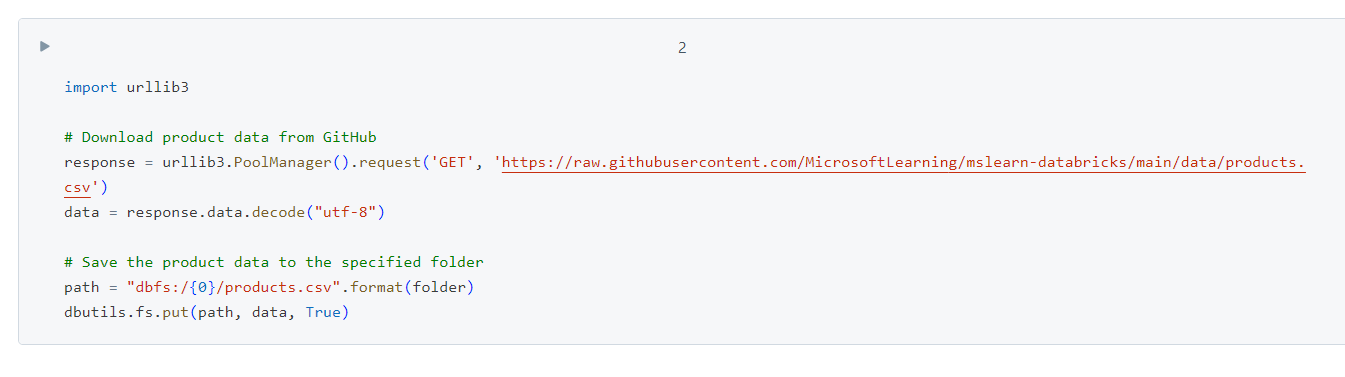 2
import urllib3
# Download product data from GitHub
response = urllib3.PoolManager().request('GET', 'https://raw.githubusercontent.com/MicrosoftLearning/mslearn-databricks/main/data/products.
csv')
data = response.data.decode("utf-8")
# Save the product data to the specified folder
path = "dbfs:/{0}/products.csv".format(folder)
dbutils.fs.put(path, data, True)